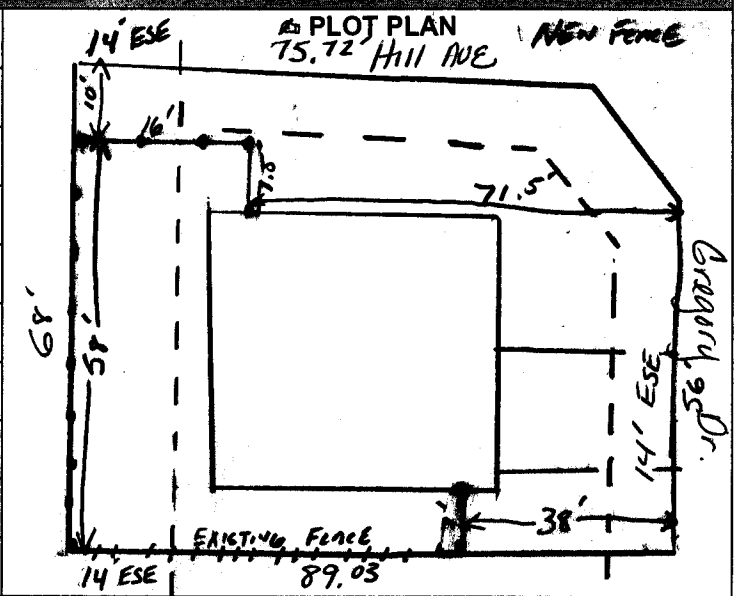 14' ESE
PLOT PLAN
75.72' Hill AVE
NEW FENCE
10'
16'
7.8
71.5'
68'
58'
Gregory Dr.
56
14' ESE
38'
EXISTING FENCE
14 ESE
89.03